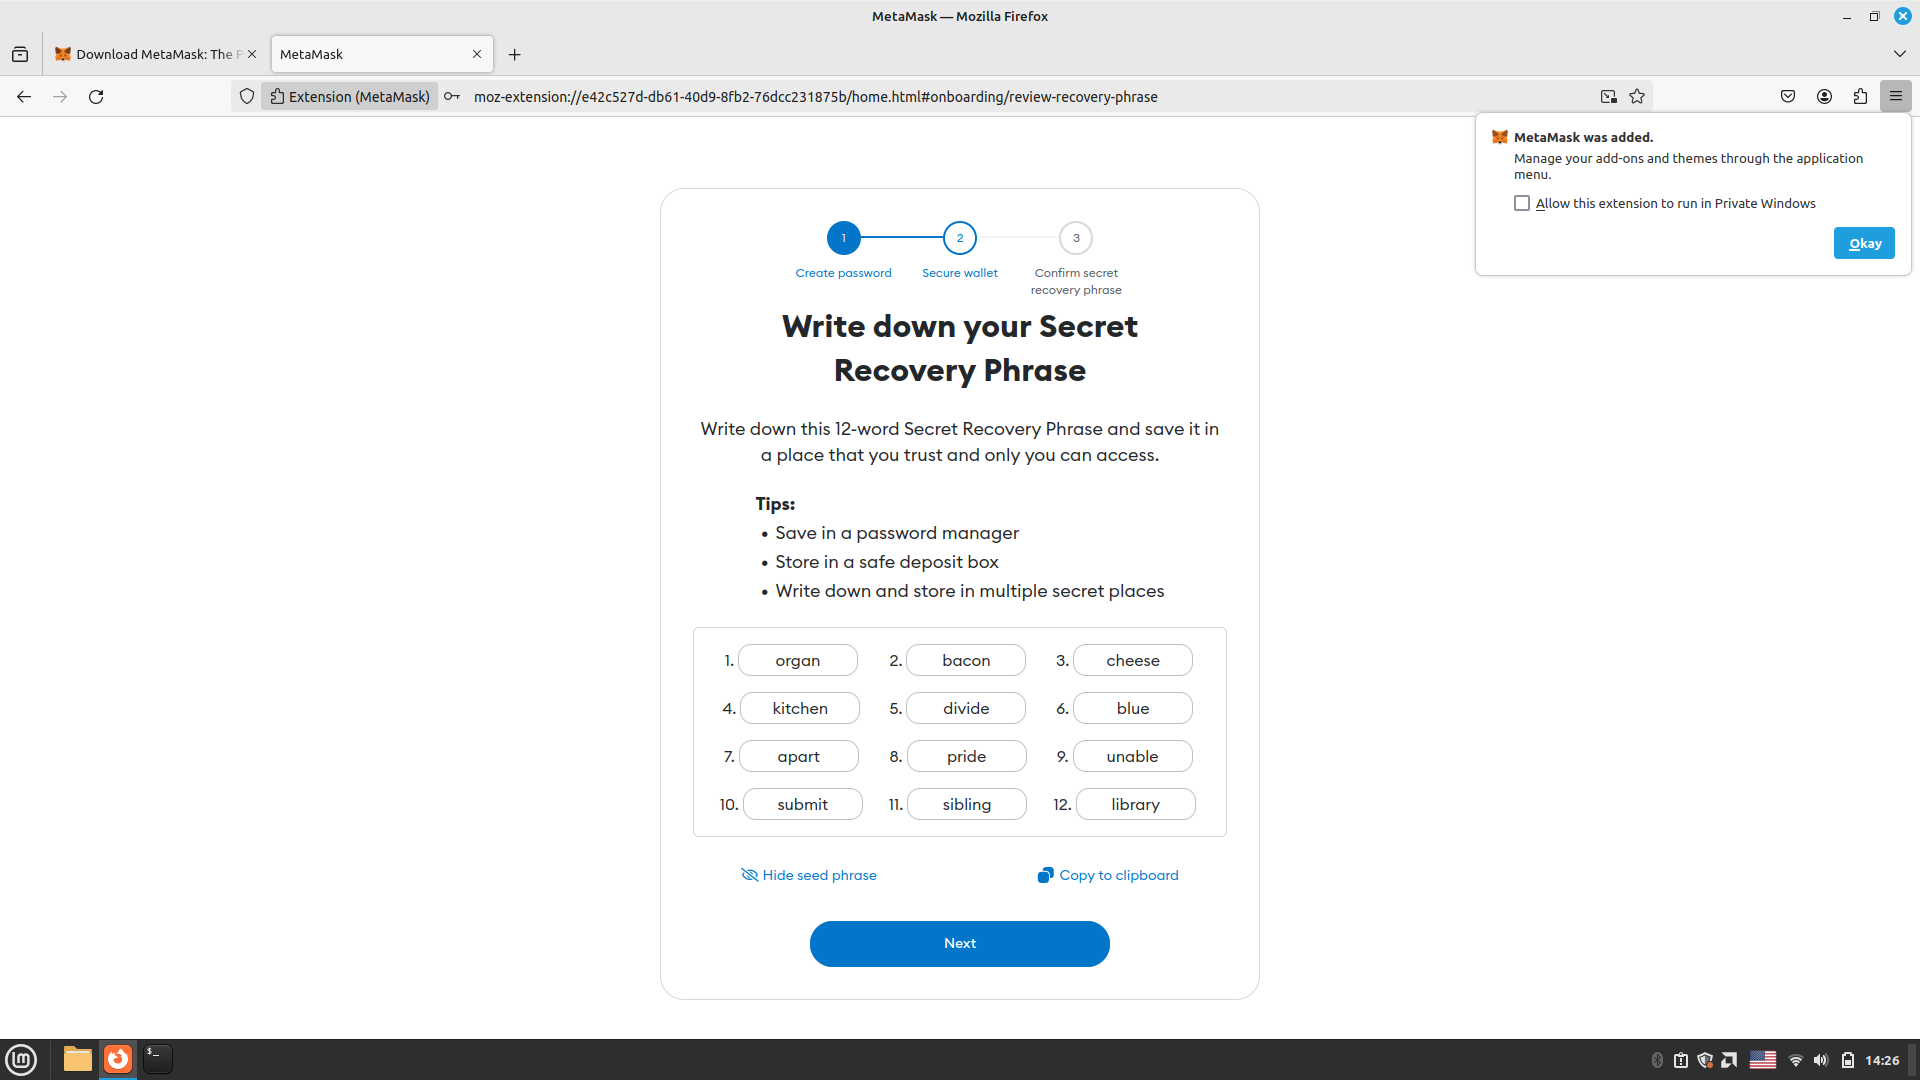 MetaMask — Mozilla Firefox
Download MetaMask: The P
MetaMask
Extension (MetaMask)
moz-extension://e42c527d-db61-40d9-8fb2-76dcc231875b/home.html#onboarding/review-recovery-phrase
MetaMask was added.
Manage your add-ons and themes through the application
menu.
Allow this extension to run in Private Windows
Okay
1
2
3
Create password
Secure wallet
Confirm secret
recovery phrase
Write down your Secret
Recovery Phrase
Write down this 12-word Secret Recovery Phrase and save it in
a place that you trust and only you can access.
Tips:
• Save in a password manager
• Store in a safe deposit box
• Write down and store in multiple secret places
1. organ 2. bacon 3. cheese
4. kitchen 5. divide 6. blue
7. apart 8. pride 9. unable
10. submit 11. sibling 12. library
Hide seed phrase
Copy to clipboard
Next
lm
$_
14:26